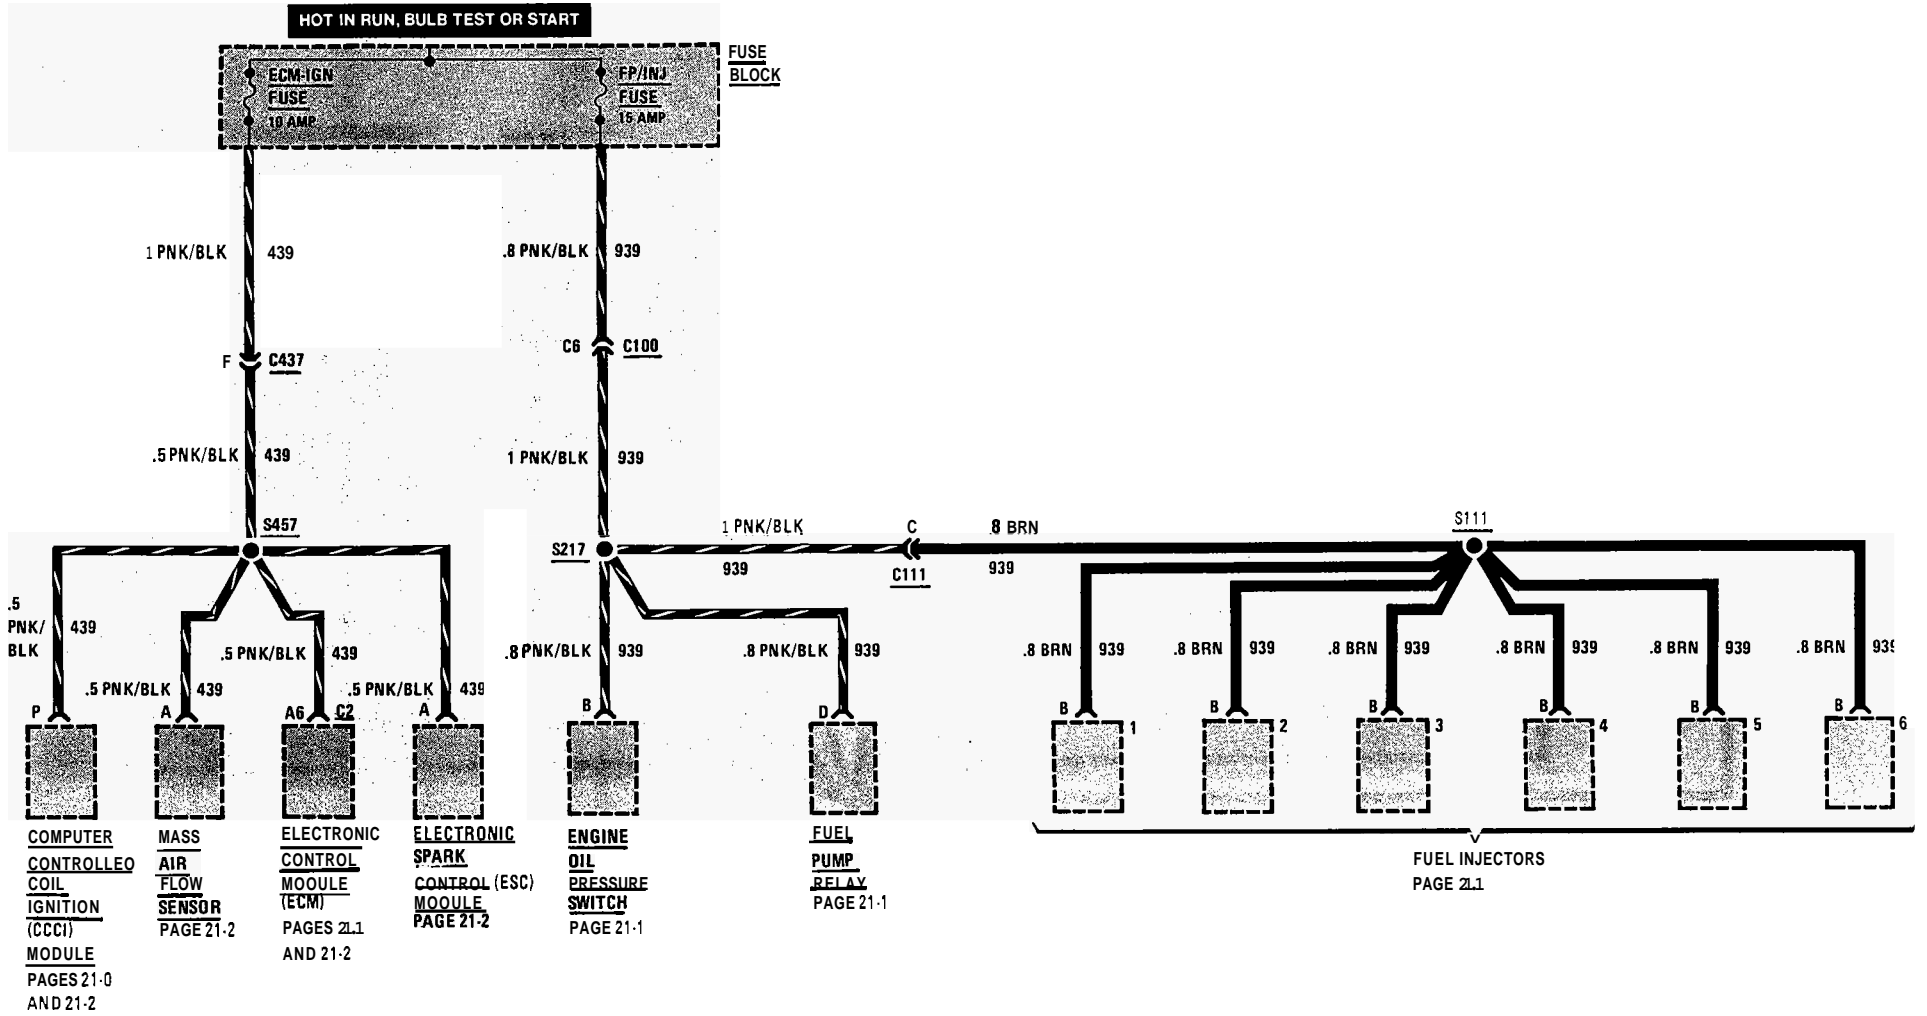 HOT IN RUN, BULB TEST OR START
FUSE
BLOCK
ECM-IGN
FUSE
10 AMP
FP/INJ
FUSE
15 AMP
1 PNK/BLK 439
.8 PNK/BLK 939
F C437
C6 C100
.5 PNK/BLK 439
1 PNK/BLK 939
S457
S217
1 PNK/BLK
939
C
C111
.8 BRN
939
S111
.5
PNK/
BLK
439
.5 PNK/BLK 439
.5 PNK/BLK 439
.5 PNK/BLK 439
.8 PNK/BLK 939
.8 PNK/BLK 939
.8 BRN 939
.8 BRN 939
.8 BRN 939
.8 BRN 939
.8 BRN 939
.8 BRN 939
P
A
A6 C2
A
B
D
B 1
B 2
B 3
B 4
B 5
B 6
COMPUTER
CONTROLLEO
COIL
IGNITION
(CCCI)
MODULE
PAGES 21-0
AND 21-2
MASS
AIR
FLOW
SENSOR
PAGE 21-2
ELECTRONIC
CONTROL
MOOULE
(ECM)
PAGES 21.1
AND 21-2
ELECTRONIC
SPARK
CONTROL (ESC)
MOOULE
PAGE 21-2
ENGINE
OIL
PRESSURE
SWITCH
PAGE 21-1
FUEL
PUMP
RELAY
PAGE 21-1
FUEL INJECTORS
PAGE 21.1